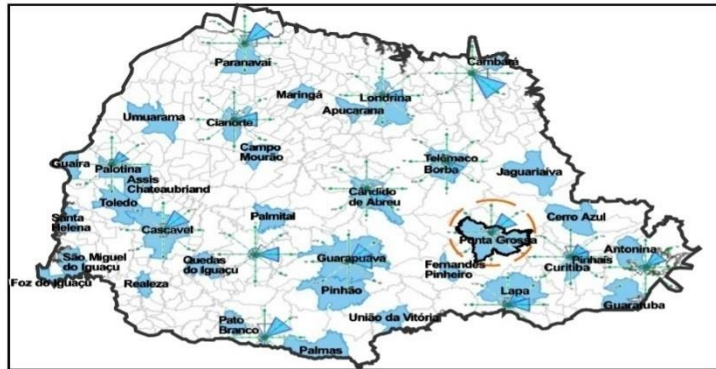 Paranavaí
Cambará
Maringá
Londrina
Apucarana
Umuarama
Cianorte
Campo
Mourão
Guaíra
Palotina
Assis
Chateaubriand
Telêmaco
Borba
Jaguariaíva
Cândido
de Abreu
Toledo
Santa
Helena
Cascavel
Palmital
Cerro Azul
Ponta Grossa
Antonina
São Miguel
do Iguaçu
Quedas
do Iguaçu
Guarapuava
Fernandes
Pinheiro
Pinhais
Curitiba
Foz do Iguaçu
Realeza
Pinhão
Lapa
Guaratuba
Pato
Branco
União da Vitória
Palmas